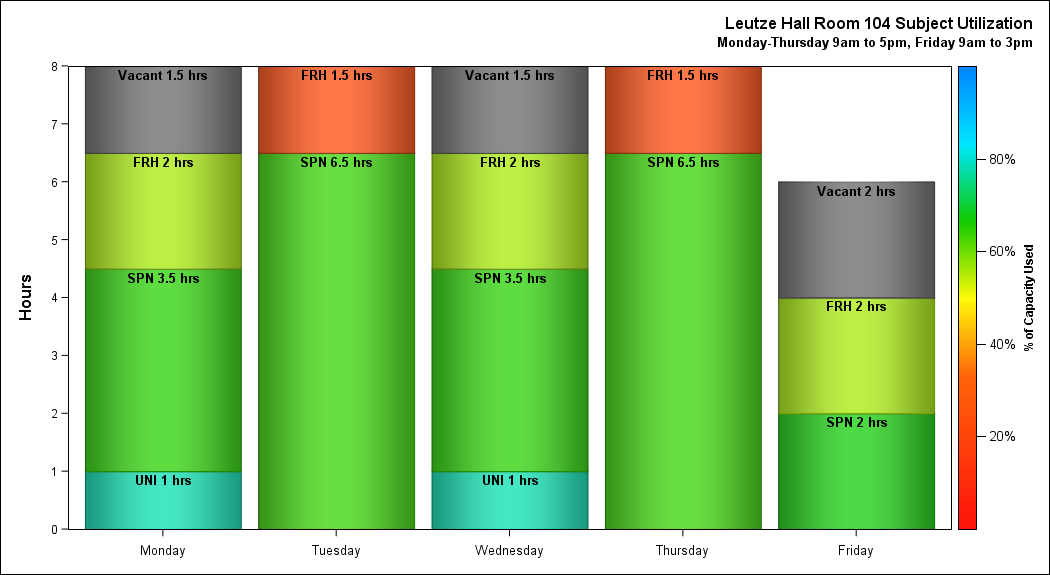 Leutze Hall Room 104 Subject Utilization
Monday-Thursday 9am to 5pm, Friday 9am to 3pm
Hours
8
7
6
5
4
3
2
1
0
Vacant 1.5 hrs
FRH 2 hrs
SPN 3.5 hrs
UNI 1 hrs
FRH 1.5 hrs
SPN 6.5 hrs
Vacant 1.5 hrs
FRH 2 hrs
SPN 3.5 hrs
UNI 1 hrs
FRH 1.5 hrs
SPN 6.5 hrs
Vacant 2 hrs
FRH 2 hrs
SPN 2 hrs
Monday
Tuesday
Wednesday
Thursday
Friday
80%
60%
40%
20%
% of Capacity Used